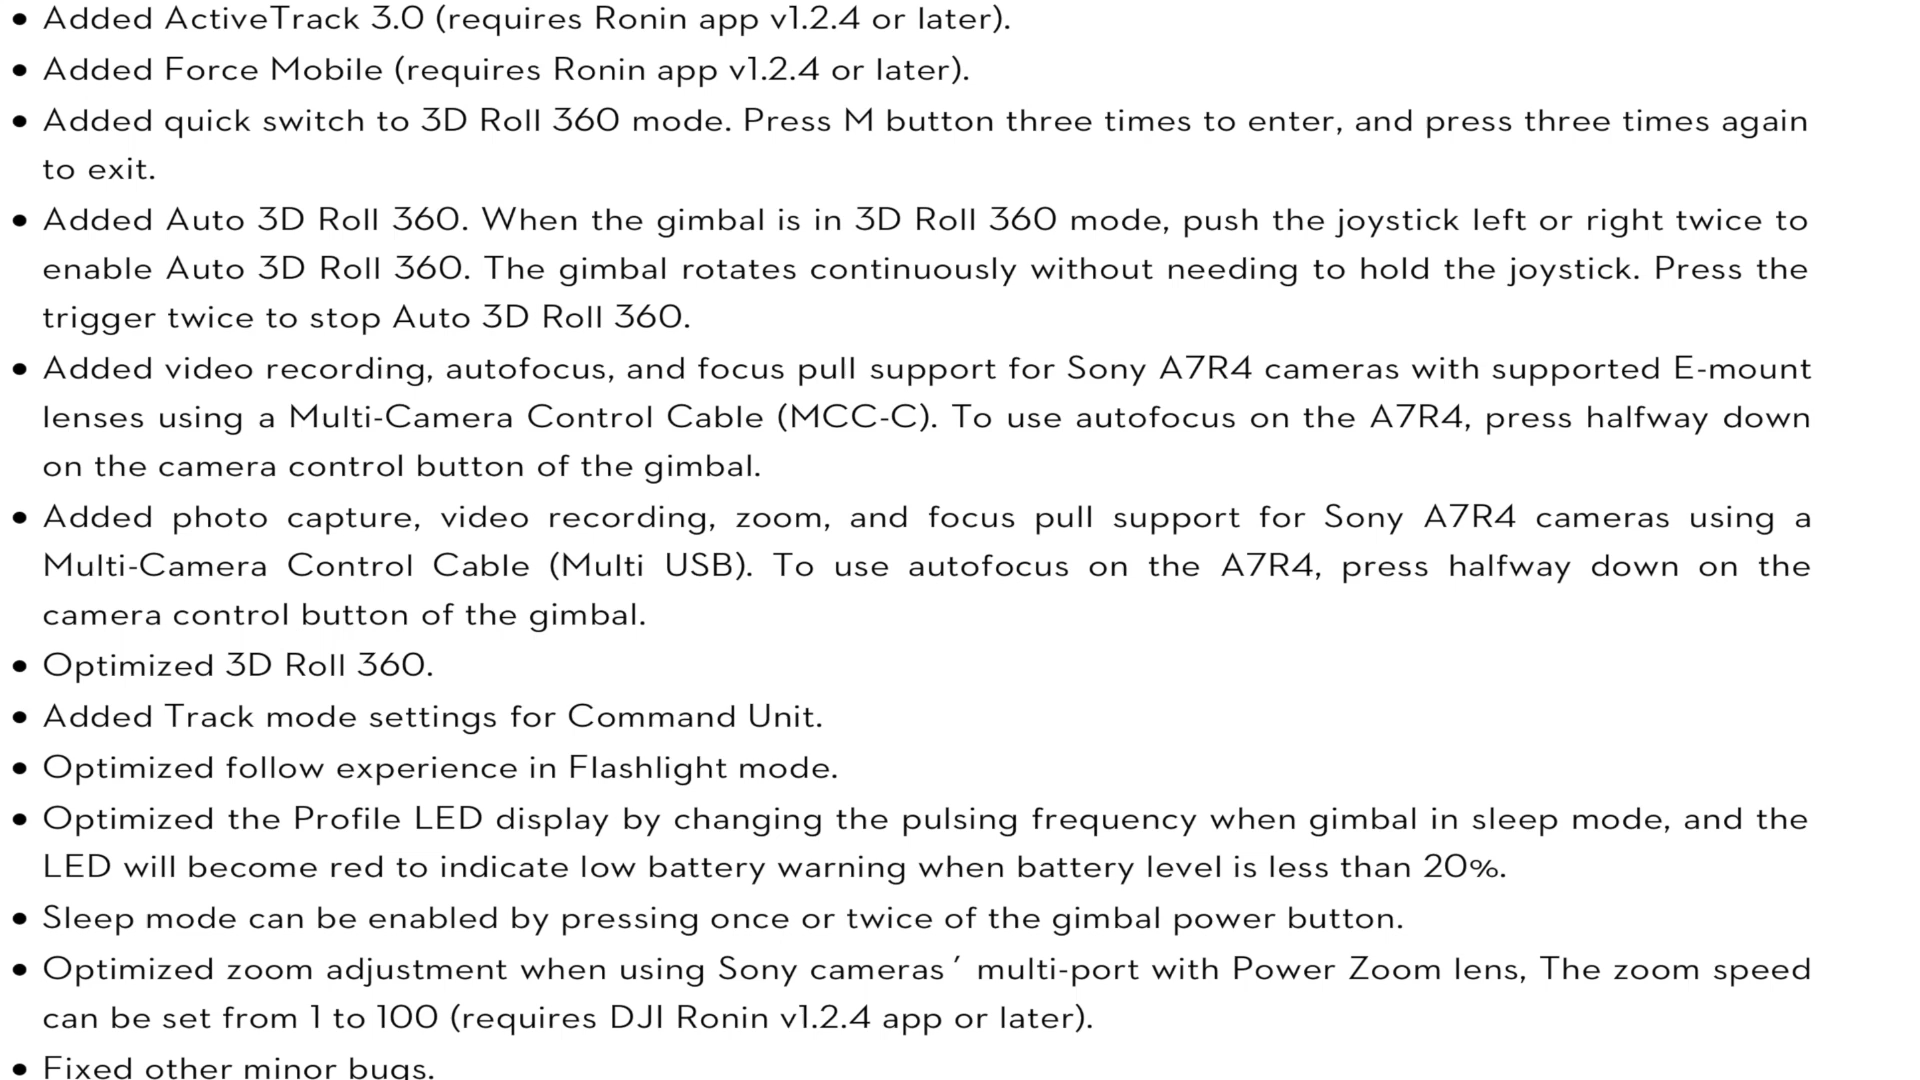 • Added ActiveTrack 3.0 (requires Ronin app v1.2.4 or later).
• Added Force Mobile (requires Ronin app v1.2.4 or later).
• Added quick switch to 3D Roll 360 mode. Press M button three times to enter, and press three times again
to exit.
• Added Auto 3D Roll 360. When the gimbal is in 3D Roll 360 mode, push the joystick left or right twice to
enable Auto 3D Roll 360. The gimbal rotates continuously without needing to hold the joystick. Press the
trigger twice to stop Auto 3D Roll 360.
• Added video recording, autofocus, and focus pull support for Sony A7R4 cameras with supported E-mount
lenses using a Multi-Camera Control Cable (MCC-C). To use autofocus on the A7R4, press halfway down
on the camera control button of the gimbal.
• Added photo capture, video recording, zoom, and focus pull support for Sony A7R4 cameras using a
Multi-Camera Control Cable (Multi USB). To use autofocus on the A7R4, press halfway down on the
camera control button of the gimbal.
• Optimized 3D Roll 360.
• Added Track mode settings for Command Unit.
• Optimized follow experience in Flashlight mode.
• Optimized the Profile LED display by changing the pulsing frequency when gimbal in sleep mode, and the
LED will become red to indicate low battery warning when battery level is less than 20%.
• Sleep mode can be enabled by pressing once or twice of the gimbal power button.
• Optimized zoom adjustment when using Sony cameras′ multi-port with Power Zoom lens, The zoom speed
can be set from 1 to 100 (requires DJI Ronin v1.2.4 app or later).
• Fixed other minor bugs.